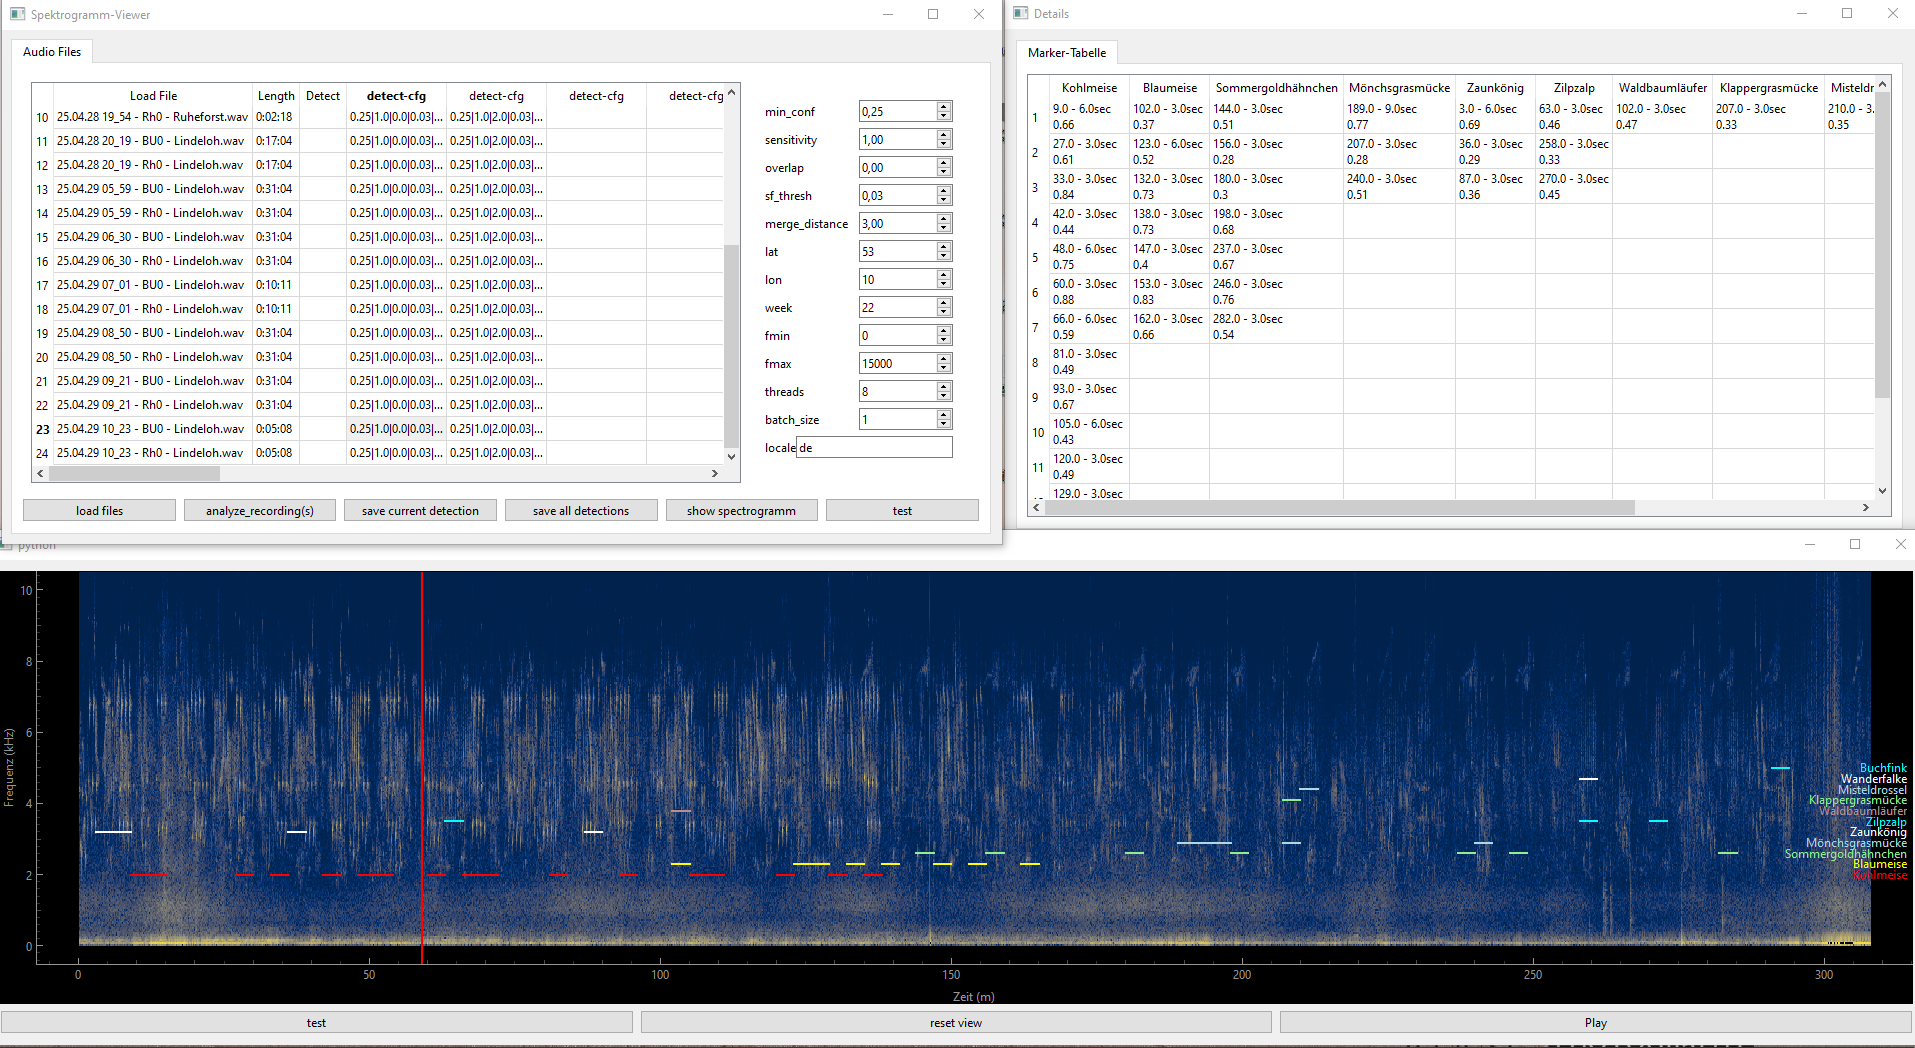 Spektrogramm-Viewer
Audio Files
Load File Length Detect detect-cfg detect-cfg detect-cfg detect-cfg
10 25.04.28 19_54 - Rh0 - Ruheforst.wav 0:02:18 0.25|1.0|0.0|0.03|... 0.25|1.0|2.0|0.03|...
11 25.04.28 20_19 - BU0 - Lindeloh.wav 0:17:04 0.25|1.0|0.0|0.03|... 0.25|1.0|2.0|0.03|...
12 25.04.28 20_19 - Rh0 - Lindeloh.wav 0:17:04 0.25|1.0|0.0|0.03|... 0.25|1.0|2.0|0.03|...
13 25.04.29 05_59 - BU0 - Lindeloh.wav 0:31:04 0.25|1.0|0.0|0.03|... 0.25|1.0|2.0|0.03|...
14 25.04.29 05_59 - Rh0 - Lindeloh.wav 0:31:04 0.25|1.0|0.0|0.03|... 0.25|1.0|2.0|0.03|...
15 25.04.29 06_30 - BU0 - Lindeloh.wav 0:31:04 0.25|1.0|0.0|0.03|... 0.25|1.0|2.0|0.03|...
16 25.04.29 06_30 - Rh0 - Lindeloh.wav 0:31:04 0.25|1.0|0.0|0.03|... 0.25|1.0|2.0|0.03|...
17 25.04.29 07_01 - BU0 - Lindeloh.wav 0:10:11 0.25|1.0|0.0|0.03|... 0.25|1.0|2.0|0.03|...
18 25.04.29 07_01 - Rh0 - Lindeloh.wav 0:10:11 0.25|1.0|0.0|0.03|... 0.25|1.0|2.0|0.03|...
19 25.04.29 08_50 - BU0 - Lindeloh.wav 0:31:04 0.25|1.0|0.0|0.03|... 0.25|1.0|2.0|0.03|...
20 25.04.29 08_50 - Rh0 - Lindeloh.wav 0:31:04 0.25|1.0|0.0|0.03|... 0.25|1.0|2.0|0.03|...
21 25.04.29 09_21 - BU0 - Lindeloh.wav 0:31:04 0.25|1.0|0.0|0.03|... 0.25|1.0|2.0|0.03|...
22 25.04.29 09_21 - Rh0 - Lindeloh.wav 0:31:04 0.25|1.0|0.0|0.03|... 0.25|1.0|2.0|0.03|...
23 25.04.29 10_23 - BU0 - Lindeloh.wav 0:05:08 0.25|1.0|0.0|0.03|... 0.25|1.0|2.0|0.03|...
24 25.04.29 10_23 - Rh0 - Lindeloh.wav 0:05:08 0.25|1.0|0.0|0.03|... 0.25|1.0|2.0|0.03|...
min_conf 0,25
sensitivity 1,00
overlap 0,00
sf_thresh 0,03
merge_distance 3,00
lat 53
lon 10
week 22
fmin 0
fmax 15000
threads 8
batch_size 1
locale de
load files analyze_recording(s) save current detection save all detections show spectrogramm test
Details
Marker-Tabelle
Kohlmeise Blaumeise Sommergoldhähnchen Mönchsgrasmücke Zaunkönig Zilpzalp Waldbaumläufer Klappergrasmücke Misteldr
9.0 - 6.0sec 102.0 - 3.0sec 144.0 - 3.0sec 189.0 - 9.0sec 3.0 - 6.0sec 63.0 - 3.0sec 102.0 - 3.0sec 207.0 - 3.0sec 210.0 - 3.
1 0.66 0.37 0.51 0.77 0.69 0.46 0.47 0.33 0.35
27.0 - 3.0sec 123.0 - 6.0sec 156.0 - 3.0sec 207.0 - 3.0sec 36.0 - 3.0sec 258.0 - 3.0sec
2 0.61 0.52 0.28 0.28 0.29 0.33
33.0 - 3.0sec 132.0 - 3.0sec 180.0 - 3.0sec 240.0 - 3.0sec 87.0 - 3.0sec 270.0 - 3.0sec
3 0.84 0.73 0.3 0.51 0.36 0.45
42.0 - 3.0sec 138.0 - 3.0sec 198.0 - 3.0sec
4 0.44 0.73 0.68
48.0 - 6.0sec 147.0 - 3.0sec 237.0 - 3.0sec
5 0.75 0.4 0.67
60.0 - 3.0sec 153.0 - 3.0sec 246.0 - 3.0sec
6 0.88 0.83 0.76
66.0 - 6.0sec 162.0 - 3.0sec 282.0 - 3.0sec
7 0.59 0.66 0.54
81.0 - 3.0sec
8 0.49
93.0 - 3.0sec
9 0.67
105.0 - 6.0sec
10 0.43
120.0 - 3.0sec
11 0.49
129.0 - 3.0sec
python
Frequenz (kHz)
10
8
6
4
2
0
Buchfink
Wanderfalke
Misteldrossel
Klappergrasmücke
Waldbaumläufer
Zilpzalp
Zaunkönig
Mönchsgrasmücke
Sommergoldhähnchen
Blaumeise
Kohlmeise
0 50 100 150 200 250 300
Zeit (m)
test reset view Play